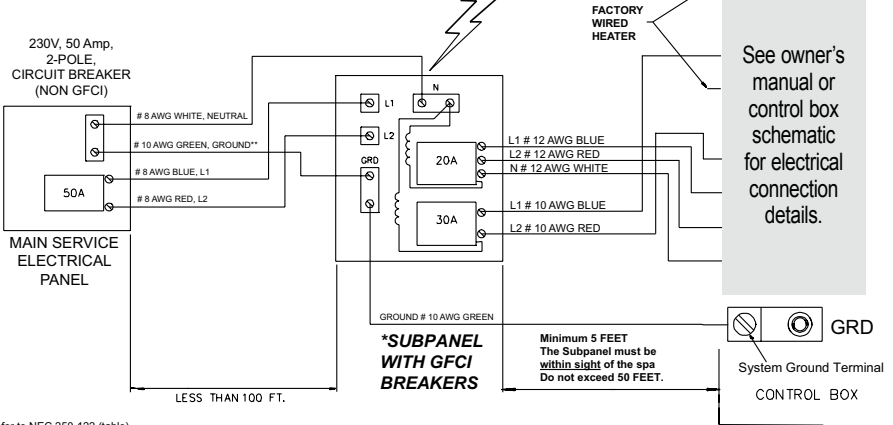 FACTORY
WIRED
HEATER
230V, 50 Amp,
2-POLE,
CIRCUIT BREAKER
(NON GFCI)
# 8 AWG WHITE, NEUTRAL
# 10 AWG GREEN, GROUND**
# 8 AWG BLUE, L1
# 8 AWG RED, L2
50A
MAIN SERVICE
ELECTRICAL
PANEL
L1
N
L2
GRD
20A
30A
L1 # 12 AWG BLUE
L2 # 12 AWG RED
N # 12 AWG WHITE
L1 # 10 AWG BLUE
L2 # 10 AWG RED
See owner's
manual or
control box
schematic
for electrical
connection
details.
GROUND # 10 AWG GREEN
*SUBPANEL
WITH GFCI
BREAKERS
Minimum 5 FEET
The Subpanel must be
within sight of the spa
Do not exceed 50 FEET.
GRD
System Ground Terminal
CONTROL BOX
LESS THAN 100 FT.